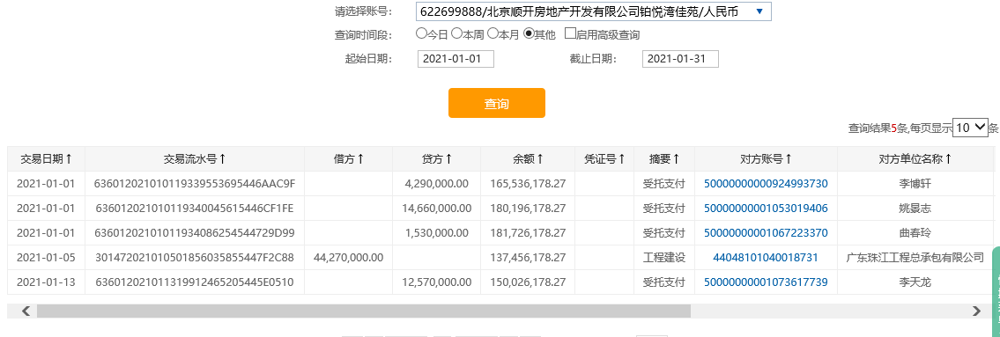 请选择账号: 622699888/北京顺开房地产开发有限公司铂悦湾佳苑/人民币
查询时间段: 今日 本周 本月 其他 启用高级查询
起始日期: 2021-01-01 截止日期: 2021-01-31
查询
查询结果5条,每页显示 10 条
交易日期↑ 交易流水号↑ 借方↑ 贷方↑ 余额↑ 凭证号↑ 摘要↑ 对方账号↑ 对方单位名称↑
2021-01-01 6360120210101119339553695446AAC9F 4,290,000.00 165,536,178.27 受托支付 50000000000924993730 李博轩
2021-01-01 6360120210101119340045615446CF1FE 14,660,000.00 180,196,178.27 受托支付 50000000001053019406 姚景志
2021-01-01 6360120210101119340862545447​29D99 1,530,000.00 181,726,178.27 受托支付 50000000001067223370 曲春玲
2021-01-05 3014720210105018560358554​47F2C88 44,270,000.00 137,456,178.27 工程建设 44048101040018731 广东珠江工程总承包有限公司
2021-01-13 6360120210113199124652054​45E0510 12,570,000.00 150,026,178.27 受托支付 50000000001073617739 李天龙